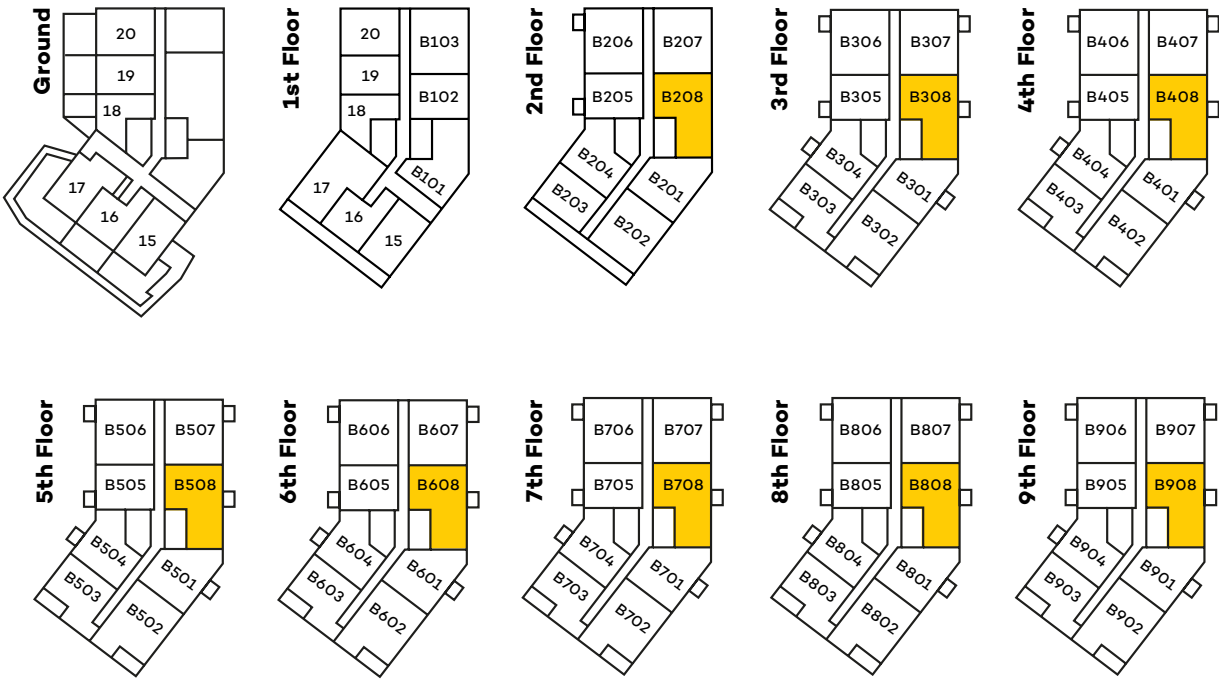 Ground
20
19
18
17
16
15
1st Floor
20
B103
19
B102
18
B101
17
16
15
2nd Floor
B206
B207
B205
B208
B204
B201
B203
B202
3rd Floor
B306
B307
B305
B308
B304
B301
B303
B302
4th Floor
B406
B407
B405
B408
B404
B401
B403
B402
5th Floor
B506
B507
B505
B508
B504
B501
B503
B502
6th Floor
B606
B607
B605
B608
B604
B601
B603
B602
7th Floor
B706
B707
B705
B708
B704
B701
B703
B702
8th Floor
B806
B807
B805
B808
B804
B801
B803
B802
9th Floor
B906
B907
B905
B908
B904
B901
B903
B902